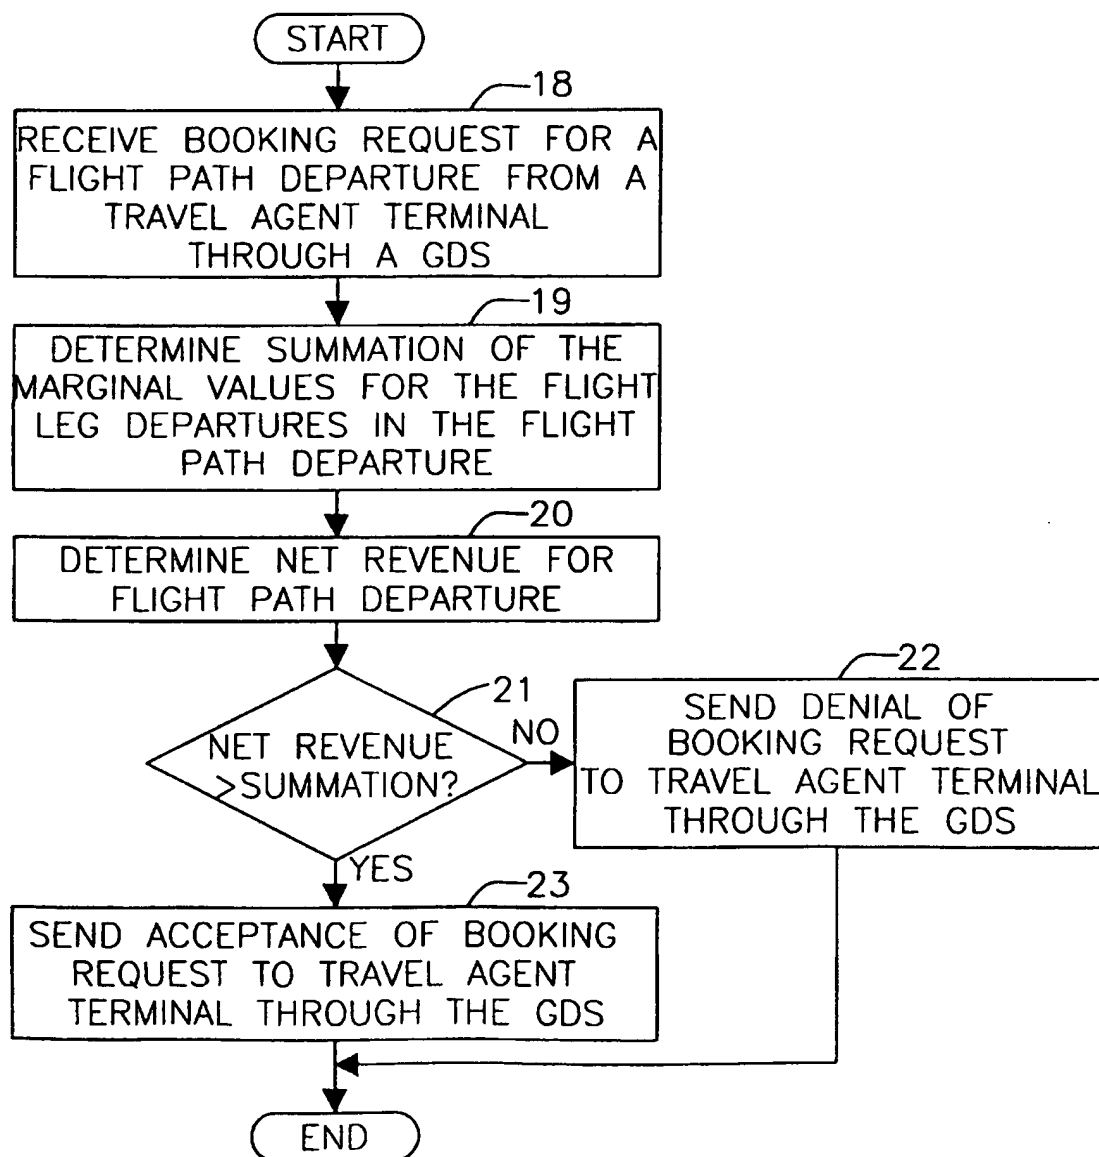 START
18
RECEIVE BOOKING REQUEST FOR A
FLIGHT PATH DEPARTURE FROM A
TRAVEL AGENT TERMINAL
THROUGH A GDS
19
DETERMINE SUMMATION OF THE
MARGINAL VALUES FOR THE FLIGHT
LEG DEPARTURES IN THE FLIGHT
PATH DEPARTURE
20
DETERMINE NET REVENUE FOR
FLIGHT PATH DEPARTURE
21
NET REVENUE
>SUMMATION?
NO
22
SEND DENIAL OF
BOOKING REQUEST
TO TRAVEL AGENT TERMINAL
THROUGH THE GDS
YES
23
SEND ACCEPTANCE OF BOOKING
REQUEST TO TRAVEL AGENT
TERMINAL THROUGH THE GDS
END